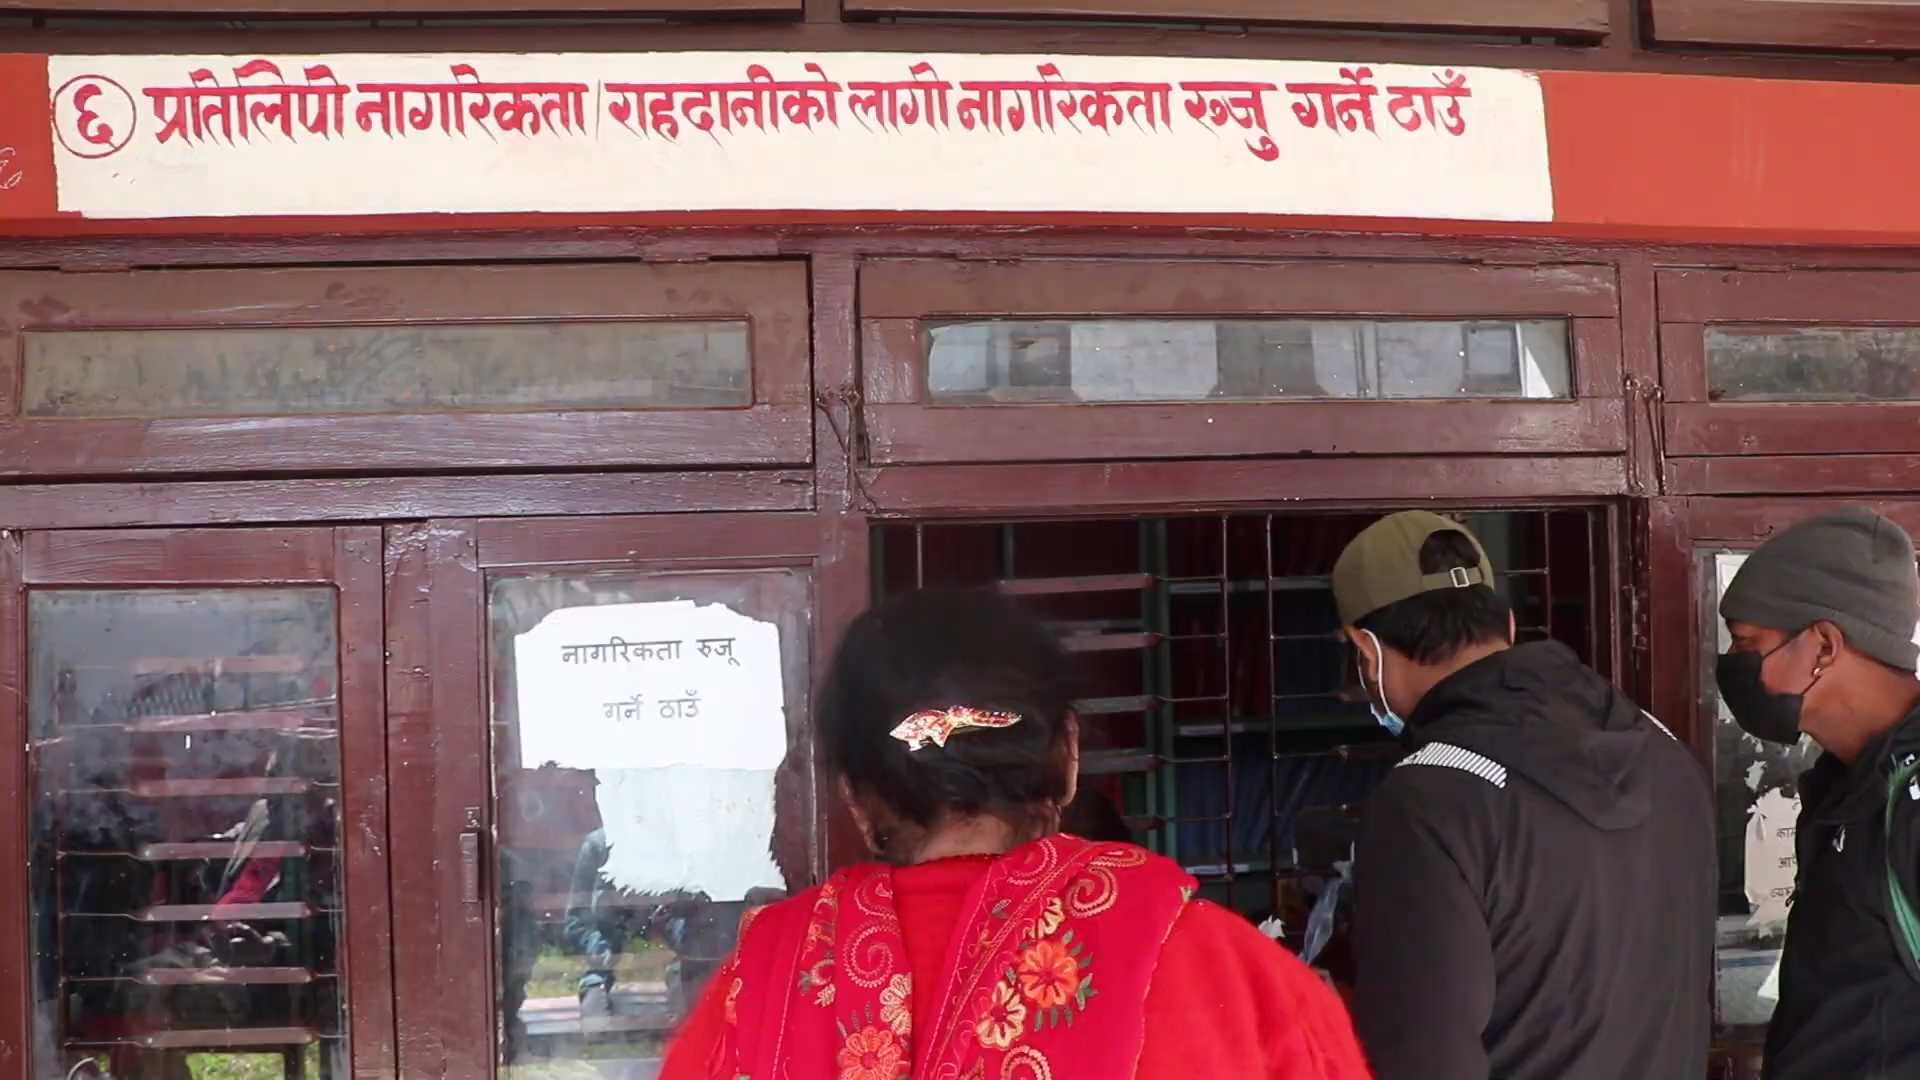 ६ प्रतिलिपी नागरिकता/राहदानीको लागी नागरिकता रुजु गर्ने ठाउँ
नागरिकता रुजू
गर्ने ठाउँ